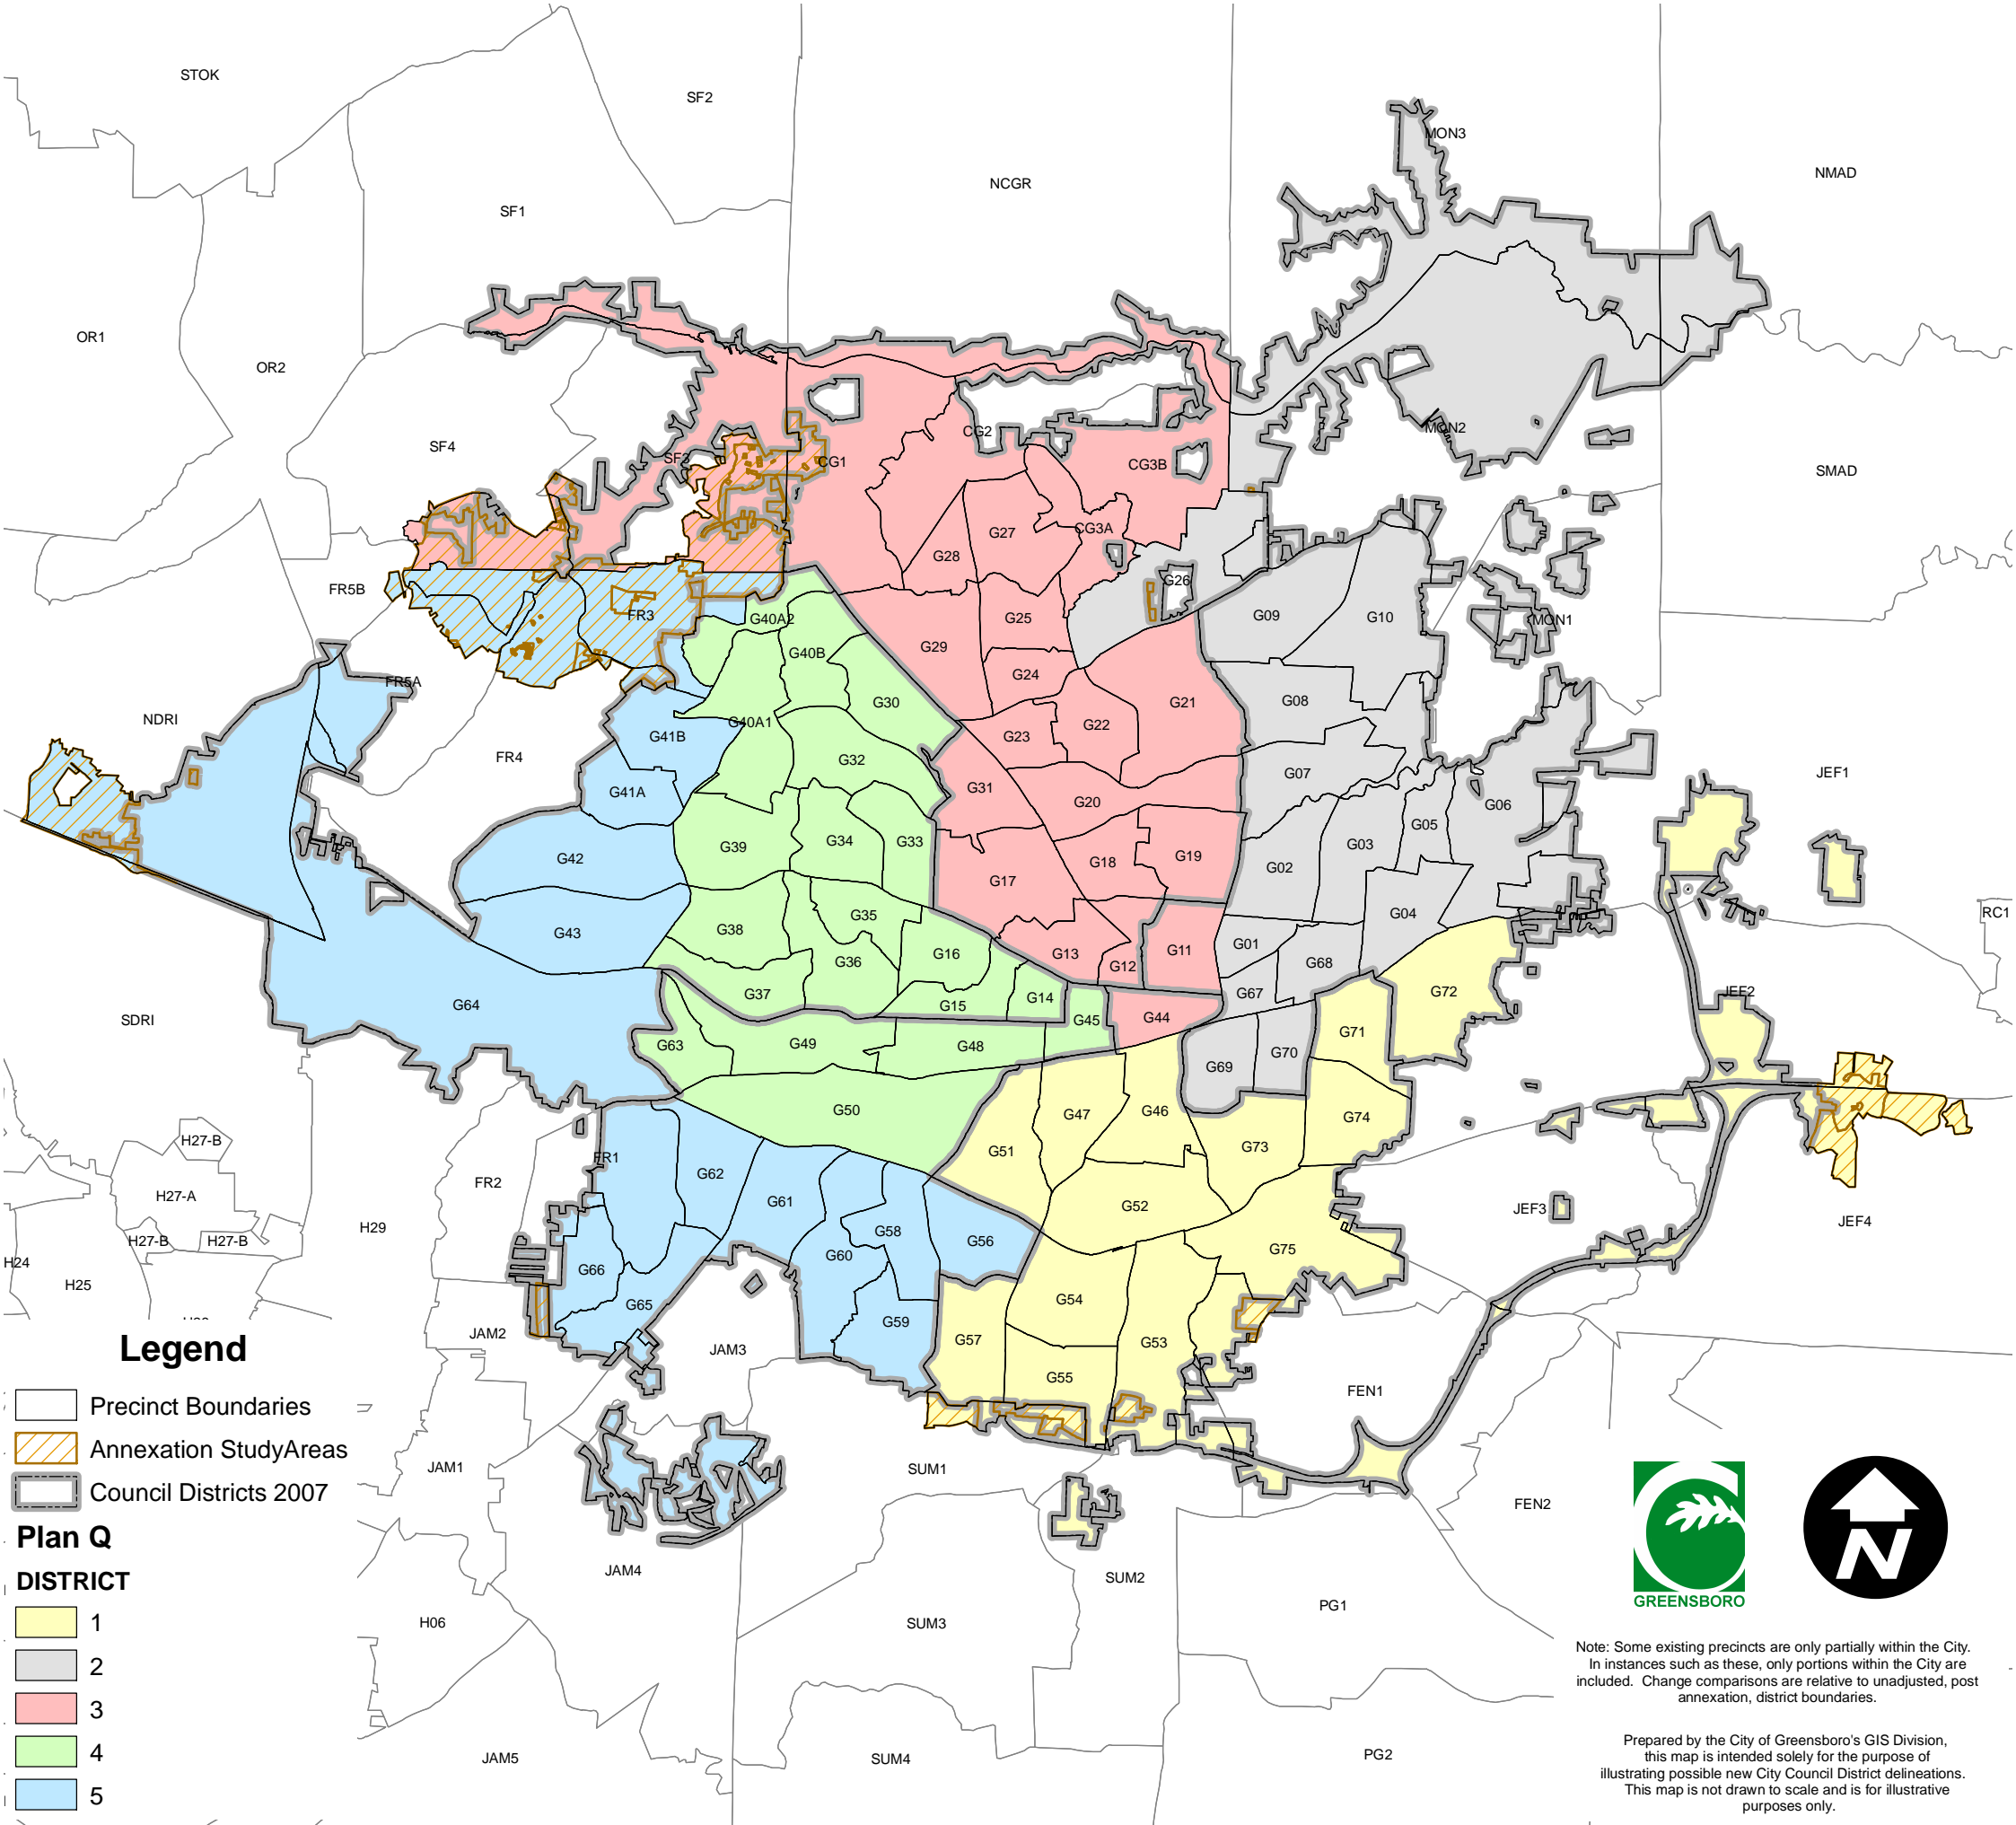 STOK
SF2
MON3
NMAD
NCGR
SF1
OR1
OR2
SF4
SF3
CG1
CG2
CG3B
MON2
SMAD
CG3A
G27
G28
G26
FR5B
FR3
G40A2
G25
G09
G10
MON1
G40B
G29
G24
FR5A
G30
G21
G08
NDRI
G40A1
G41B
G23
G22
FR4
G32
G07
JEF1
G41A
G31
G20
G06
G05
G42
G39
G34
G33
G18
G19
G03
G02
G17
G35
G04
RC1
G43
G38
G16
G13
G11
G01
G36
G12
G68
G37
G14
G67
G72
JEF2
G64
G15
SDRI
G45
G44
G71
G63
G49
G48
G69
G70
G50
G47
G46
G74
H27-B
FR1
G51
G73
FR2
G62
H27-A
G61
G52
H29
JEF3
JEF4
H27-B
H27-B
G58
G56
G75
H24
G60
H25
G66
G54
G65
G59
G53
JAM2
JAM3
G57
G55
FEN1
JAM1
SUM1
FEN2
JAM4
SUM2
H06
SUM3
PG1
JAM5
SUM4
PG2
Legend
Precinct Boundaries
Annexation StudyAreas
Council Districts 2007
Plan Q
DISTRICT
1
2
3
4
5
GREENSBORO
N
Note: Some existing precincts are only partially within the City.
In instances such as these, only portions within the City are
included. Change comparisons are relative to unadjusted, post
annexation, district boundaries.
Prepared by the City of Greensboro's GIS Division,
this map is intended solely for the purpose of
illustrating possible new City Council District delineations.
This map is not drawn to scale and is for illustrative
purposes only.